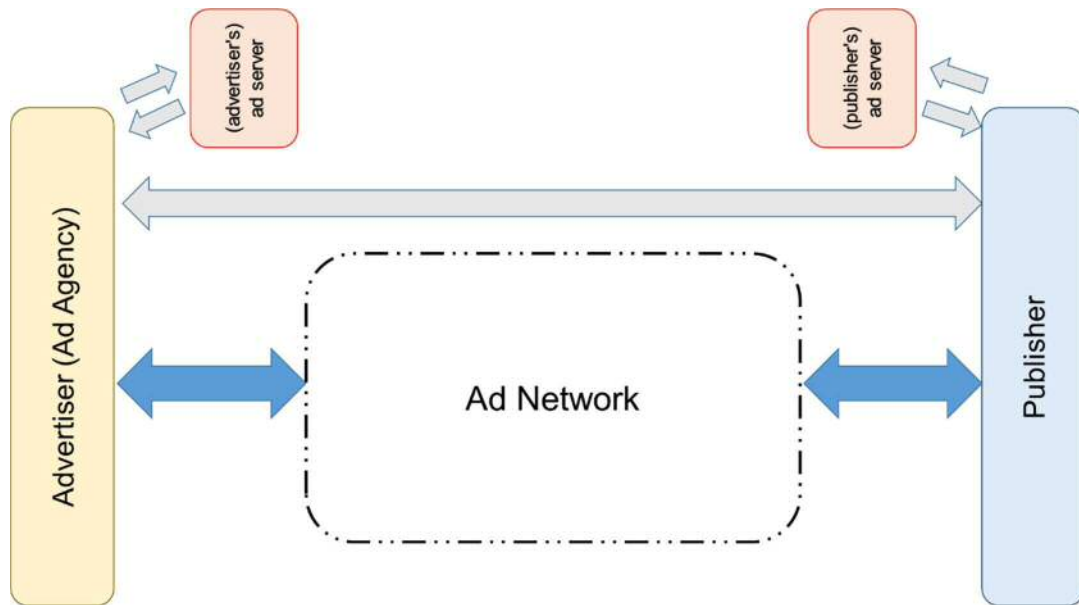 (advertiser's)
ad server
(publisher's)
ad server
Advertiser (Ad Agency)
Ad Network
Publisher